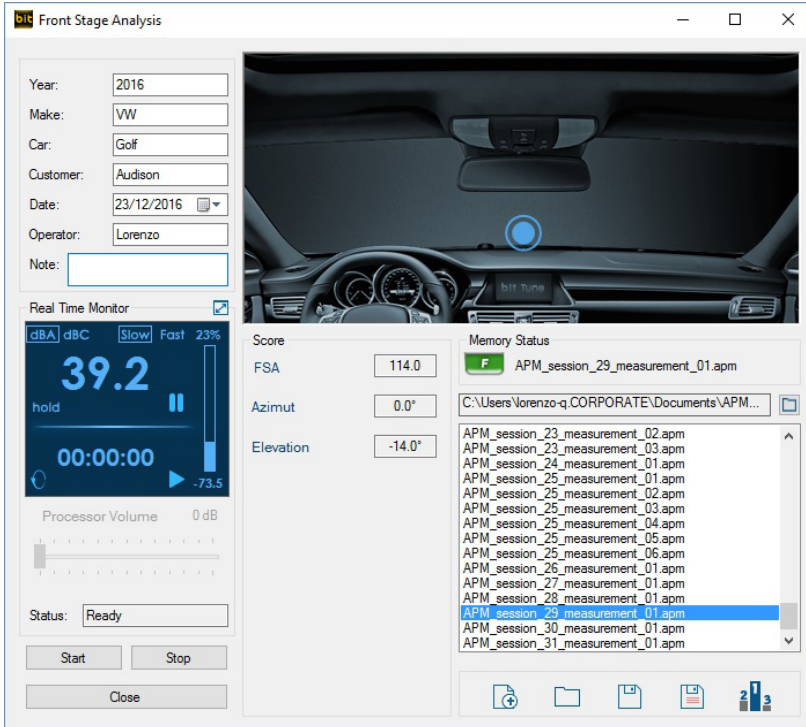 bit Front Stage Analysis
Year: 2016
Make: VW
Car: Golf
Customer: Audison
Date: 23/12/2016
Operator: Lorenzo
Note:
bit Tune
Real Time Monitor
dBA dBC Slow Fast 23%
39.2
hold
00:00:00
-73.5
Processor Volume 0 dB
Status: Ready
Start Stop
Close
Score
FSA 114.0
Azimut 0.0°
Elevation -14.0°
Memory Status
F APM_session_29_measurement_01.apm
C:\Users\lorenzo-q.CORPORATE\Documents\APM...
APM_session_23_measurement_02.apm
APM_session_23_measurement_03.apm
APM_session_24_measurement_01.apm
APM_session_25_measurement_01.apm
APM_session_25_measurement_02.apm
APM_session_25_measurement_03.apm
APM_session_25_measurement_04.apm
APM_session_25_measurement_05.apm
APM_session_25_measurement_06.apm
APM_session_26_measurement_01.apm
APM_session_27_measurement_01.apm
APM_session_28_measurement_01.apm
APM_session_29_measurement_01.apm
APM_session_30_measurement_01.apm
APM_session_31_measurement_01.apm
2 1 3